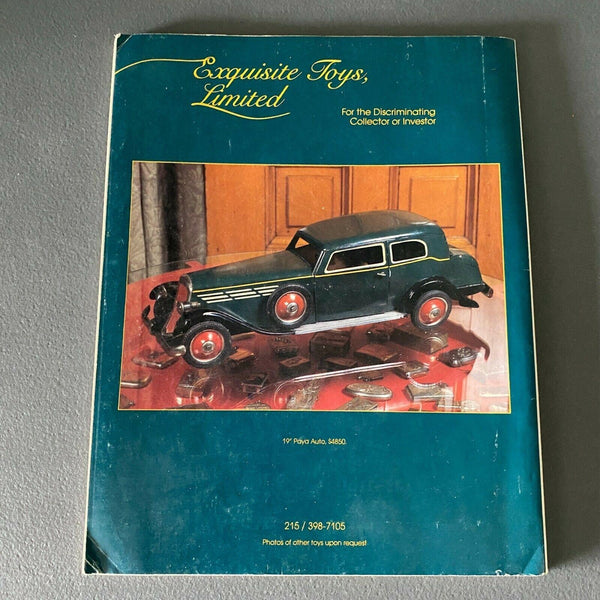 Exquisite Toys,
Limited
For the Discriminating
Collector or Investor
19" Paya Auto, $4850.
215 / 398-7105
Photos of other toys upon request